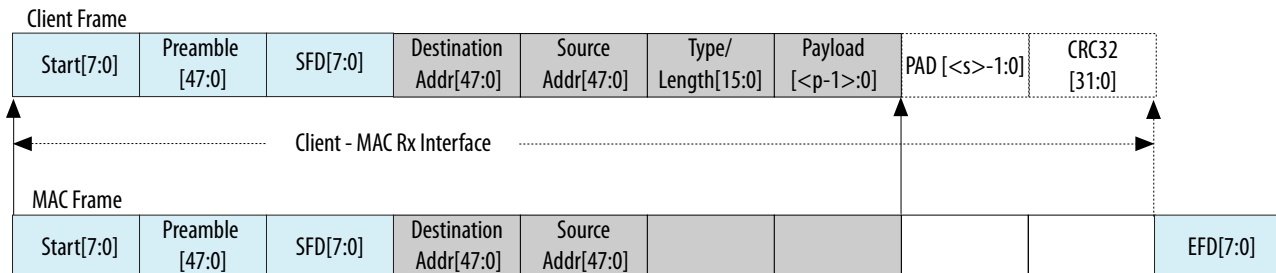 Client Frame
Start[7:0]
Preamble
[47:0]
SFD[7:0]
Destination
Addr[47:0]
Source
Addr[47:0]
Type/
Length[15:0]
Payload
[<p-1>:0]
PAD [<s>-1:0]
CRC32
[31:0]
Client - MAC Rx Interface
MAC Frame
Start[7:0]
Preamble
[47:0]
SFD[7:0]
Destination
Addr[47:0]
Source
Addr[47:0]
EFD[7:0]